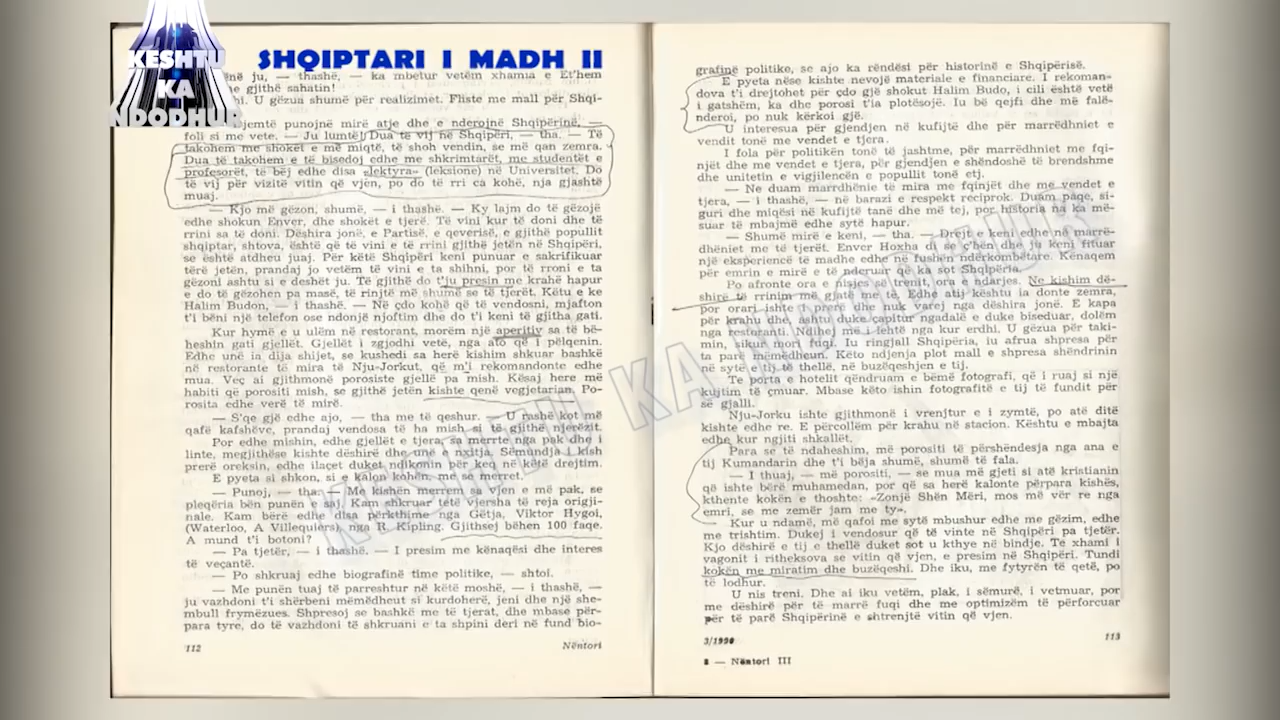 KESHTU
KA
NDODHUR
SHQIPTARI I MADH II
ju, — thashë, — ka mbetur vetëm xhamia e Et'hem
he gjithë sahatin!
U gëzua shumë për realizimet. Fliste me mall për Shqi-
punojnë mirë atje dhe e nderojnë Shqipërinë, —
foli si me vete. — Ju lumtë! Dua të vij në Shqipëri, — tha. — Të
takohem me shokët e më miqtë, të shoh vendin, se më qan zemra.
Dua të takohem e të bisedoj edhe me shkrimtarët, me studentët e
profesorët, të bëj edhe disa «lektyra» (leksione) në Universitet. Do
të vij për vizitë vitin që vjen, po do të rri ca kohë, nja gjashtë
muaj.
— Kjo më gëzon, shumë, — i thashë. — Ky lajm do të gëzojë
edhe shokun Enver, dhe shokët e tjerë. Të vini kur të doni dhe të
rrini sa të doni. Dëshira jonë, e Partisë, e qeverisë, e gjithë popullit
shqiptar, shtova, është që të vini e të rrini gjithë jetën në Shqipëri,
se është atdheu juaj. Për këtë Shqipëri keni punuar e sakrifikuar
tërë jetën, prandaj jo vetëm të vini e ta shihni, por të rroni e ta
gëzoni ashtu si e deshët ju. Të gjithë do t'ju presin me krahë hapur
e do të gëzohen pa masë, të rinjtë më shumë se të tjerët. Këtu e ke
Halim Budon, — i thashë. — Në çdo kohë që të vendosni, mjafton
t'i bëni një telefon ose ndonjë njoftim dhe do t'i keni të gjitha gati.
Kur hymë e u ulëm në restorant, morëm një aperitiv sa të bë-
heshin gati gjellët. Gjellët i zgjodhi vetë, nga ato që i pëlqenin.
Edhe unë ia dija shijet, se kushedi sa herë kishim shkuar bashkë
në restorante të mira të Nju-Jorkut, që m'i rekomandonte edhe
mua. Veç ai gjithmonë porosiste gjellë pa mish. Kësaj here më
habiti që porositi mish, se gjithë jetën kishte qenë vegjetarian. Po-
rosita edhe verë të mirë.
— S'qe gjë edhe ajo, — tha me të qeshur. — U rashë kot më
qafë kafshëve, prandaj vendosa të ha mish, si të gjithë njerëzit.
Por edhe mishin, edhe gjellët e tjera, sa merrte nga pak dhe i
linte, megjithëse kishte dëshirë dhe e nxitja. Sëmundja i kish
prerë oreksin, edhe ilaçet duket ndikonin për keq në këtë drejtim.
E pyeta si shkon, si e kalon kohën, me se merret.
— Punoj, — tha. — Me kishën merrem si vjen e më pak, se
pleqëria bën punën e saj. Kam shkruar tetë vjersha të reja origji-
nale. Kam bërë edhe disa përkthime nga Gëtja, Viktor Hygoi,
(Waterloo, A Villequiers), nga R. Kipling. Gjithsej bëhen 100 faqe.
A mund t'i botoni?
— Pa tjetër, — i thashë. — I presim me kënaqësi dhe interes
të veçantë.
— Po shkruaj edhe biografinë time politike, — shtoi.
— Me punën tuaj të parreshtur në këtë moshë, — i thashë, —
ju vazhdoni t'i shërbeni mëmëdheut si kurdoherë, jeni dhe një she-
mbull frymëzues. Shpresoj se bashkë me të tjerat, dhe mbase për-
para tyre, do të vazhdoni të shkruani e ta shpini deri në fund bio-
112
Nëntori
grafinë politike, se ajo ka rëndësi për historinë e Shqipërisë.
E pyeta nëse kishte nevojë materiale e financiare. I rekoman-
dova t'i drejtohet për çdo gjë shokut Halim Budo, i cili është vetë
i gatshëm, ka dhe porosi t'ia plotësojë. Iu bë qejfi dhe më falë-
nderoi, po nuk kërkoi gjë.
U interesua për gjendjen në kufijtë dhe për marrëdhniet e
vendit tonë me vendet e tjera.
I fola për politikën tonë të jashtme, për marrëdhniet me fqi-
njët dhe me vendet e tjera, për gjendjen e shëndoshë të brendshme
dhe unitetin e vigjilencën e popullit tonë etj.
— Ne duam marrdhënie të mira me fqinjët dhe me vendet e
tjera, — i thashë, — në barazi e respekt reciprok. Duam paqe, si-
guri dhe miqësi në kufijtë tanë dhe më tej, por historia na ka më-
suar të mbajmë edhe sytë hapur.
— Shumë mirë e keni, — tha. — Drejt e keni edhe në marrë-
dhëniet me të tjerët. Enver Hoxha di se ç'bën dhe ju keni fituar
një eksperiencë të madhe edhe në fushën ndërkombëtare. Kënaqem
për emrin e mirë e të nderuar që ka sot Shqipëria.
Po afronte ora e nisjes së trenit, ora e ndarjes. Ne kishim dë-
shirë të rrinim më gjatë me të. Edhe atij kështu ia donte zemra,
por orari ishte i prerë dhe nuk varej nga dëshira jonë. E kapa
për krahu dhe, ashtu duke çapitur ngadalë e duke biseduar, dolëm
nga restoranti. Ndihej më i lehtë nga kur erdhi. U gëzua për taki-
min, sikur mori fuqi. Iu ringjall Shqipëria, iu afrua shpresa për
ta parë mëmëdheun. Këto ndjenja plot mall e shpresa shëndrinin
në sytë e tij të thellë, në buzëqeshjen e tij.
Te porta e hotelit qëndruam e bëmë fotografi, që i ruaj si një
kujtim të çmuar. Mbase këto ishin fotografitë e tij të fundit për
së gjalli.
Nju-Jorku ishte gjithmonë i vrenjtur e i zymtë, po atë ditë
kishte edhe re. E përcollëm për krahu në stacion. Kështu e mbajta
edhe kur ngjiti shkallët.
Para se të ndaheshim, më porositi të përshëndesja nga ana e
tij Kumandarin dhe t'i bëja shumë, shumë të fala.
— I thuaj, — më porositi, — se mua më gjeti si atë kristianin
që ishte bërë muhamedan, por që sa herë kalonte përpara kishës,
kthente kokën e thoshte: «Zonjë Shën Mëri, mos më vër re nga
emri, se me zemër jam me ty».
Kur u ndamë, më qafoi me sytë mbushur edhe me gëzim, edhe
me trishtim. Dukej i vendosur që të vinte në Shqipëri pa tjetër.
Kjo dëshirë e tij e thellë duket sot u kthye në bindje. Te xhami i
vagonit i ritheksova se vitin që vjen, e presim në Shqipëri. Tundi
kokën me miratim dhe buzëqeshi. Dhe iku, me fytyrën të qetë, po
të lodhur.
U nis treni. Dhe ai iku vetëm, plak, i sëmurë, i vetmuar, por
me dëshirë për të marrë fuqi dhe me optimizëm të përforcuar
për të parë Shqipërinë e shtrenjtë vitin që vjen.
3/1990
113
8 — Nëntori III
KESHTU KA NDODHUR